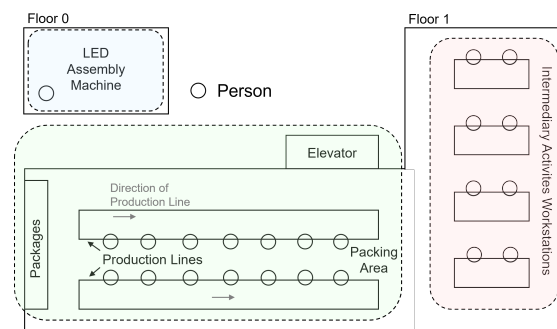 Floor 0
LED
Assembly
Machine
Person
Floor 1
Intermediary Activites Workstations
Elevator
Direction of
Production Line
Packages
Production Lines
Packing
Area